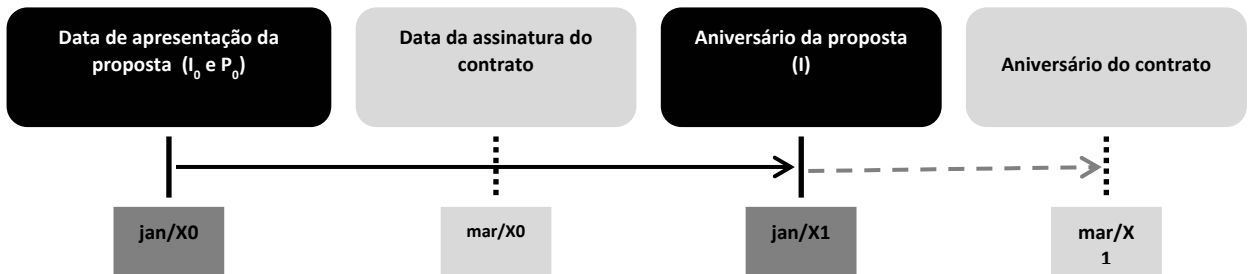 Data de apresentação da
proposta (I0 e P0)
Data da assinatura do
contrato
Aniversário da proposta
(I)
Aniversário do contrato
jan/X0
mar/X0
jan/X1
mar/X
1